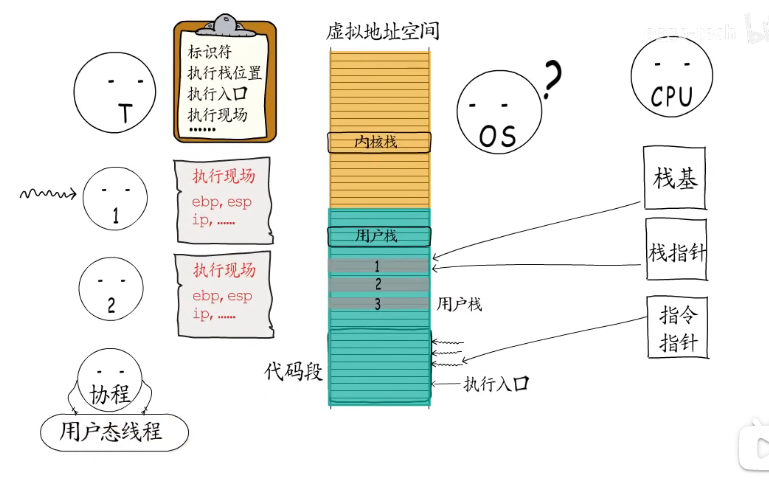 虚拟地址空间
标识符
执行栈位置
执行入口
执行现场
……
T
内核栈
OS
?
CPU
执行现场
ebp, esp
ip, ……
1
栈基
用户栈
1
2
3
用户栈
栈指针
执行现场
ebp, esp
ip, ……
2
指令
指针
代码段
执行入口
协程
用户态线程